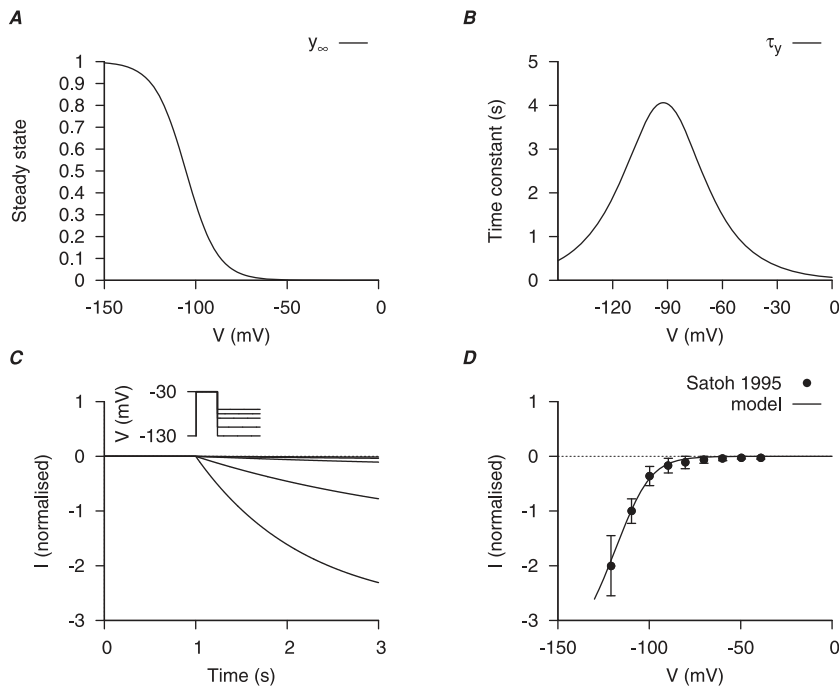 A
y∞
Steady state
1
0.9
0.8
0.7
0.6
0.5
0.4
0.3
0.2
0.1
0
-150 -100 -50 0
V (mV)
B
τy
Time constant (s)
5
4
3
2
1
0
-120 -90 -60 -30 0
V (mV)
C
V (mV)
-30
-130
I (normalised)
1
0
-1
-2
-3
0 1 2 3
Time (s)
D
Satoh 1995
model
I (normalised)
1
0
-1
-2
-3
-150 -100 -50 0
V (mV)